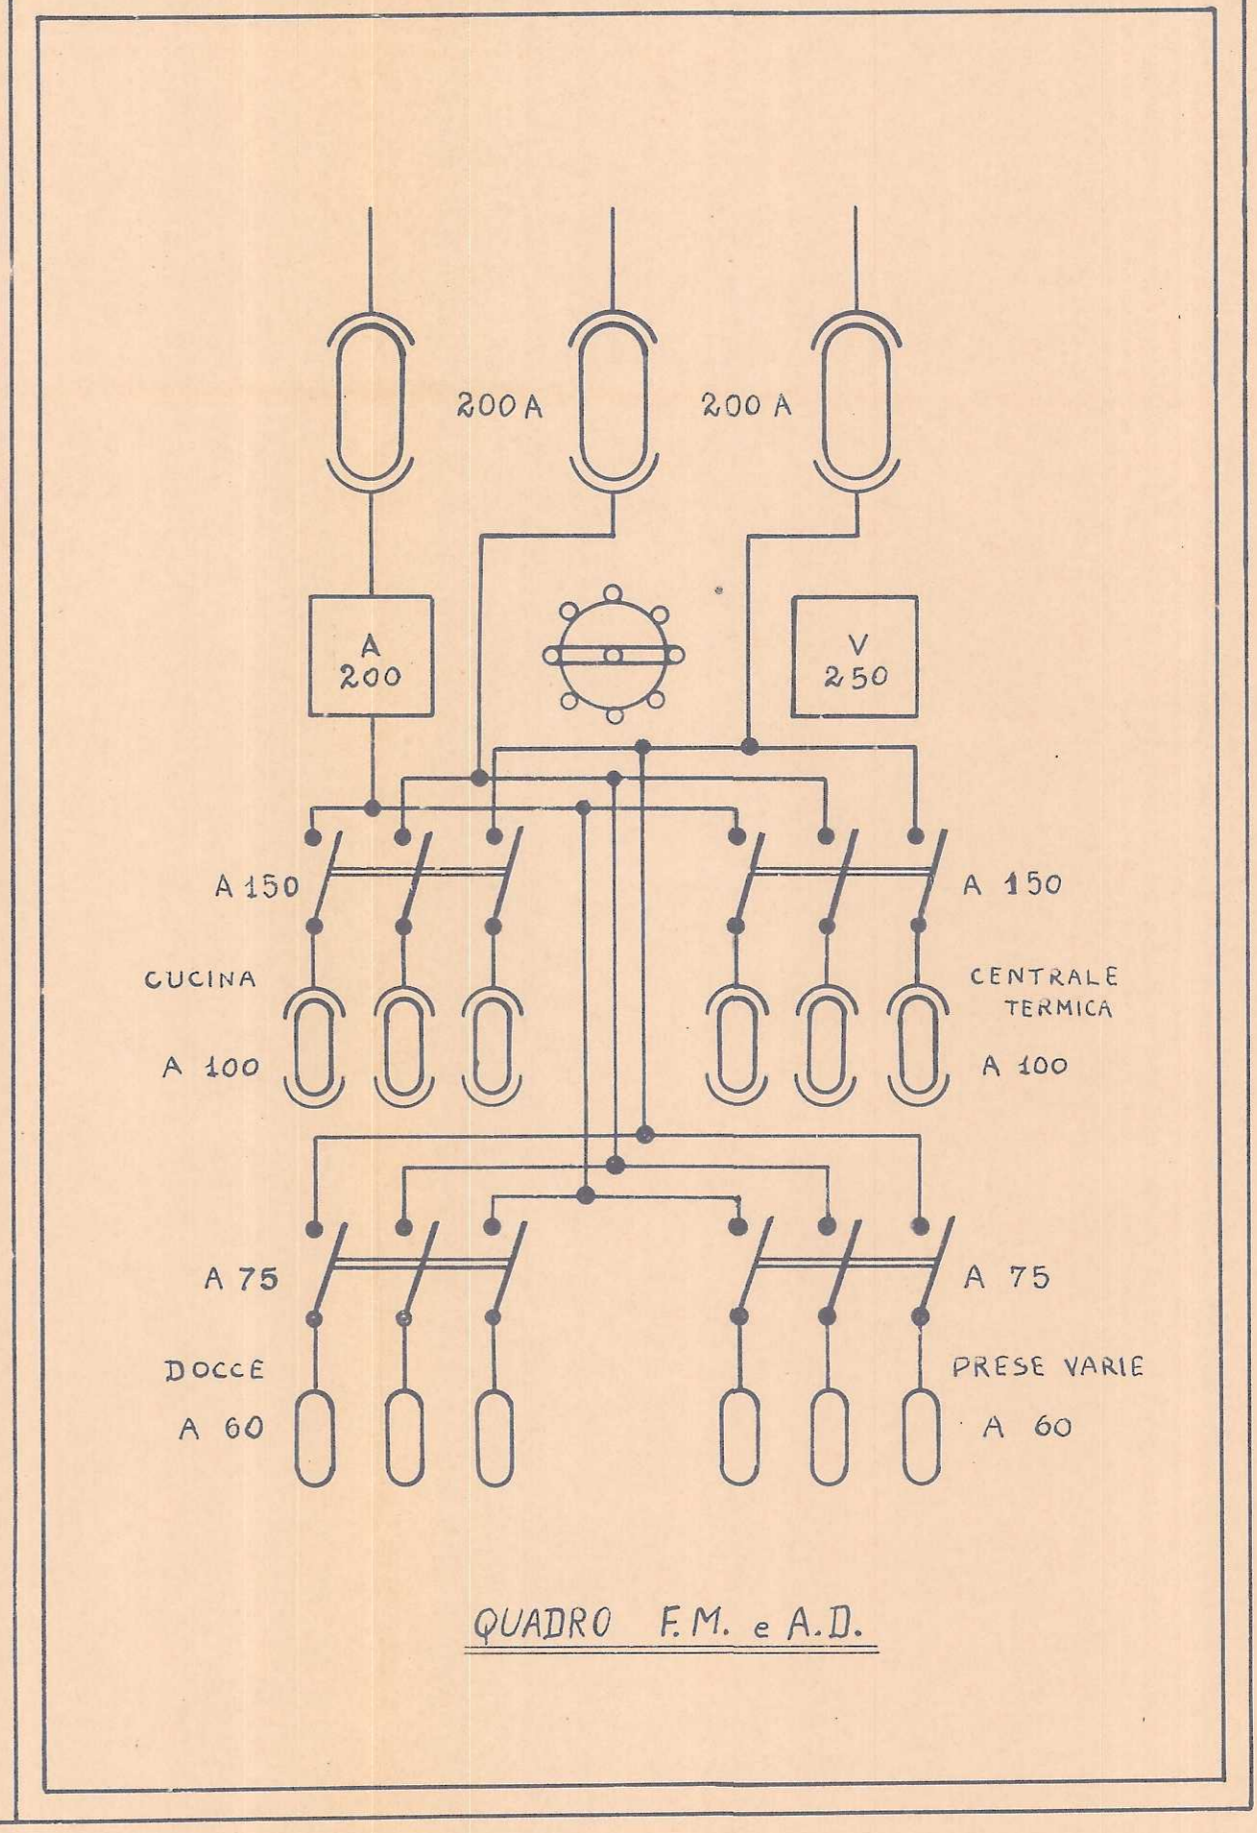 200 A
200 A
A
200
V
250
A 150
A 150
CUCINA
CENTRALE
TERMICA
A 100
A 100
A 75
A 75
DOCCE
PRESE VARIE
A 60
A 60
QUADRO F.M. e A.D.